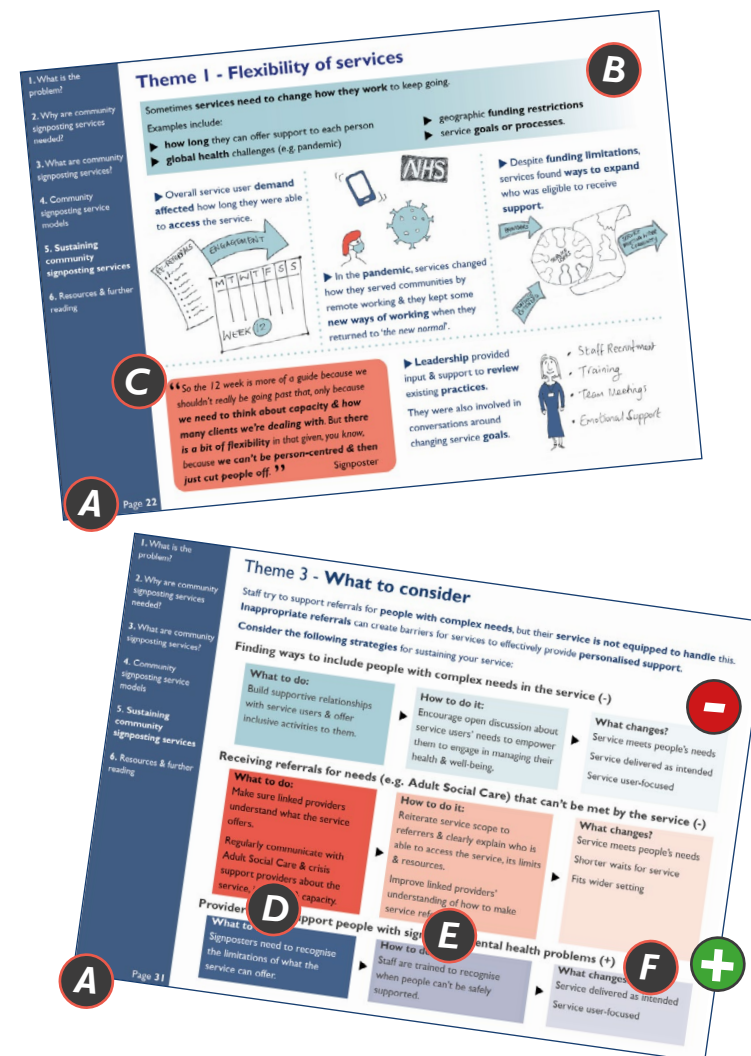 1. What is the
problem?
2. Why are community
signposting services
needed?
3. What are community
signposting services?
4. Community
signposting service
models
5. Sustaining
community
signposting services
6. Resources & further
reading
Page 22
A
Theme 1 - Flexibility of services
B
Sometimes services need to change how they work to keep going.
Examples include:
▶ how long they can offer support to each person
▶ global health challenges (e.g. pandemic)
▶ geographic funding restrictions
▶ service goals or processes.
▶ Overall service user demand
affected how long they were able
to access the service.
REFERRALS
ENGAGEMENT
M T W T F S S
WEEK 12
NHS
▶ In the pandemic, services changed
how they served communities by
remote working & they kept some
new ways of working when they
returned to 'the new normal'.
▶ Despite funding limitations,
services found ways to expand
who was eligible to receive
support.
C
“So the 12 week is more of a guide because we
shouldn't really be going past that, only because
we need to think about capacity & how
many clients we're dealing with. But there
is a bit of flexibility in that given, you know,
because we can't be person-centred & then
just cut people off. ”
Signposter
▶ Leadership provided
input & support to review
existing practices.
They were also involved in
conversations around
changing service goals.
• Staff Recruitment
• Training
• Team Meetings
• Emotional Support
1. What is the
problem?
2. Why are community
signposting services
needed?
3. What are community
signposting services?
4. Community
signposting service
models
5. Sustaining
community
signposting services
6. Resources & further
reading
Page 31
A
Theme 3 - What to consider
Staff try to support referrals for people with complex needs, but their service is not equipped to handle this.
Inappropriate referrals can create barriers for services to effectively provide personalised support.
Consider the following strategies for sustaining your service:
Finding ways to include people with complex needs in the service (-)
-
What to do:
Build supportive relationships
with service users & offer
inclusive activities to them.
How to do it:
Encourage open discussion about
service users' needs to empower
them to engage in managing their
health & well-being.
What changes?
Service meets people's needs
Service delivered as intended
Service user-focused
Receiving referrals for needs (e.g. Adult Social Care) that can't be met by the service (-)
What to do:
Make sure linked providers
understand what the service
offers.
Regularly communicate with
Adult Social Care & crisis
support providers about the
service, capacity.
How to do it:
Reiterate service scope to
referrers & clearly explain who is
able to access the service, its limits
& resources.
Improve linked providers'
understanding of how to make
service
What changes?
Service meets people's needs
Shorter waits for service
Fits wider setting
Provider support people with mental health problems (+)
D
E
F
+
What to
Signposters need to recognise
the limitations of what the
service can offer.
How to do
Staff are trained to recognise
when people can't be safely
supported.
What changes
Service delivered as intended
Service user-focused